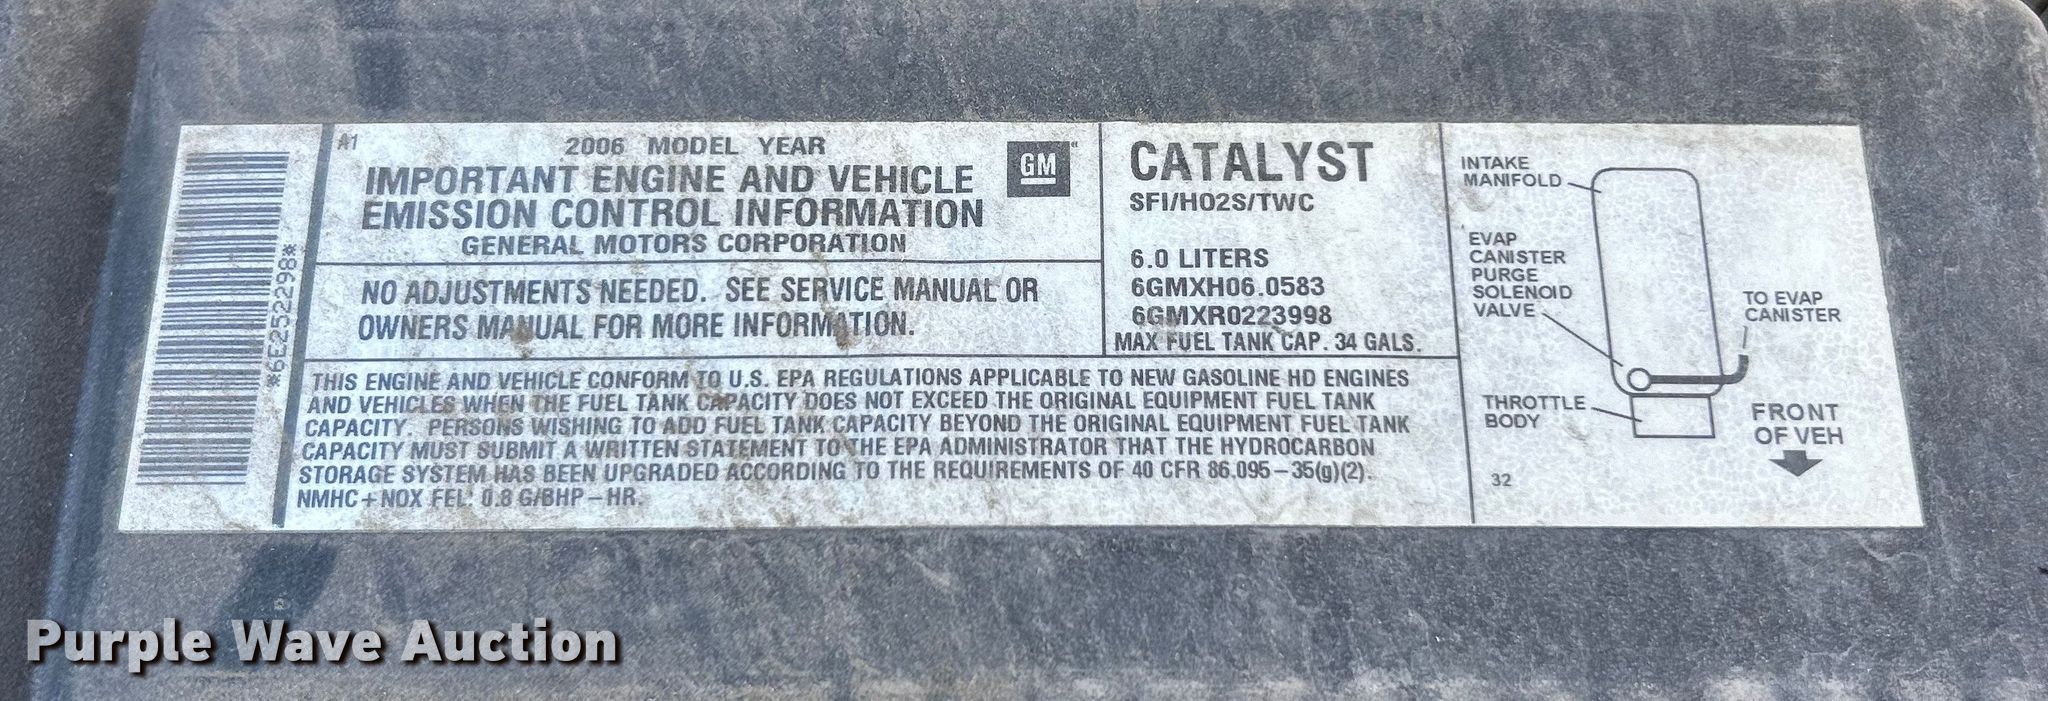 *6E252298*
A1
2006 MODEL YEAR
IMPORTANT ENGINE AND VEHICLE
EMISSION CONTROL INFORMATION
GENERAL MOTORS CORPORATION
GM
NO ADJUSTMENTS NEEDED. SEE SERVICE MANUAL OR
OWNERS MANUAL FOR MORE INFORMATION.
CATALYST
SFI/HO2S/TWC
6.0 LITERS
6GMXH06.0583
6GMXR0223998
MAX FUEL TANK CAP. 34 GALS.
THIS ENGINE AND VEHICLE CONFORM TO U.S. EPA REGULATIONS APPLICABLE TO NEW GASOLINE HD ENGINES
AND VEHICLES WHEN THE FUEL TANK CAPACITY DOES NOT EXCEED THE ORIGINAL EQUIPMENT FUEL TANK
CAPACITY. PERSONS WISHING TO ADD FUEL TANK CAPACITY BEYOND THE ORIGINAL EQUIPMENT FUEL TANK
CAPACITY MUST SUBMIT A WRITTEN STATEMENT TO THE EPA ADMINISTRATOR THAT THE HYDROCARBON
STORAGE SYSTEM HAS BEEN UPGRADED ACCORDING TO THE REQUIREMENTS OF 40 CFR 86.095-35(g)(2).
NMHC+NOX FEL: 0.8 G/BHP-HR.
INTAKE
MANIFOLD
EVAP
CANISTER
PURGE
SOLENOID
VALVE
TO EVAP
CANISTER
THROTTLE
BODY
FRONT
OF VEH
32
Purple Wave Auction